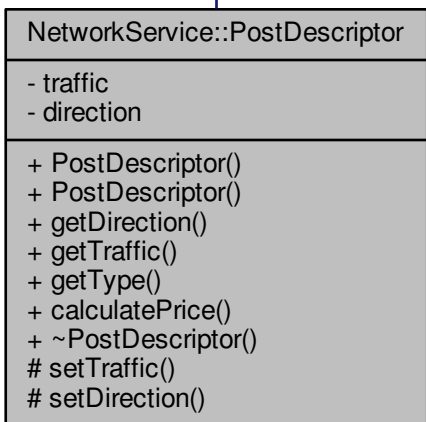 NetworkService::PostDescriptor
- traffic
- direction
+ PostDescriptor()
+ PostDescriptor()
+ getDirection()
+ getTraffic()
+ getType()
+ calculatePrice()
+ ~PostDescriptor()
# setTraffic()
# setDirection()